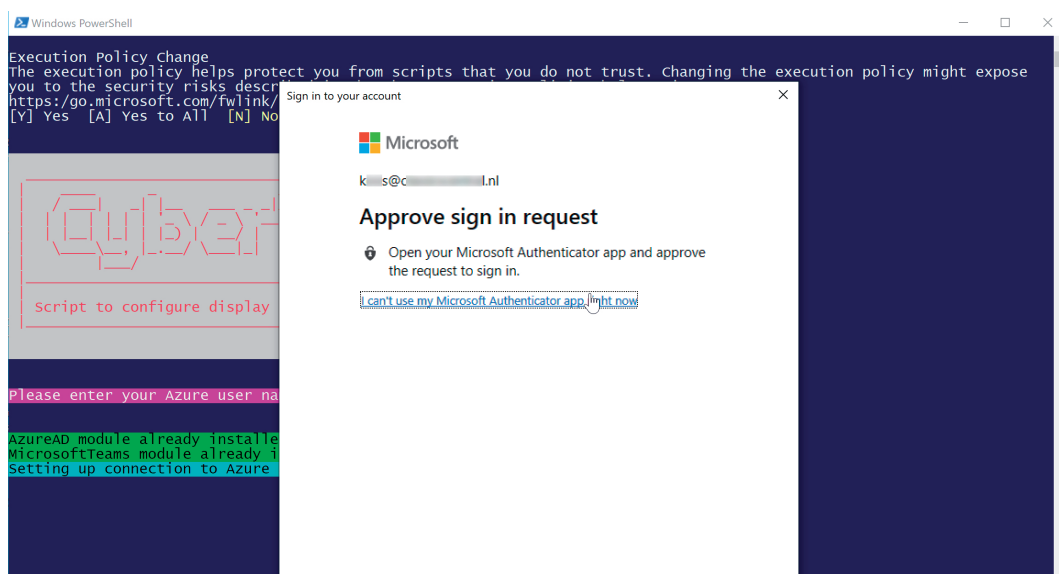 Windows PowerShell
Execution Policy Change
The execution policy helps protect you from scripts that you do not trust. Changing the execution policy might expose
you to the security risks descr
https:/go.microsoft.com/fwlink/
[Y] Yes [A] Yes to All [N] No
Cyber
Script to configure display
Please enter your Azure user na
AzureAD module already installe
MicrosoftTeams module already i
Setting up connection to Azure
Sign in to your account
Microsoft
k s@c l.nl
Approve sign in request
Open your Microsoft Authenticator app and approve
the request to sign in.
I can't use my Microsoft Authenticator app right now